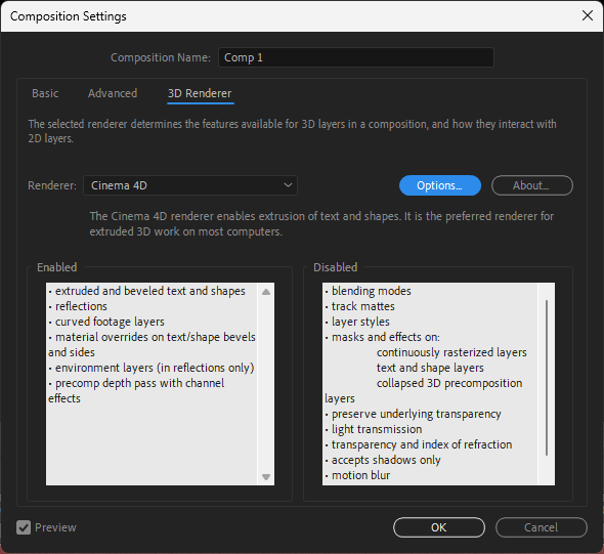 Composition Settings
Composition Name: Comp 1
Basic Advanced 3D Renderer
The selected renderer determines the features available for 3D layers in a composition, and how they interact with
2D layers.
Renderer: Cinema 4D Options... About...
The Cinema 4D renderer enables extrusion of text and shapes. It is the preferred renderer for
extruded 3D work on most computers.
Enabled
• extruded and beveled text and shapes
• reflections
• curved footage layers
• material overrides on text/shape bevels
and sides
• environment layers (in reflections only)
• precomp depth pass with channel
effects
Disabled
• blending modes
• track mattes
• layer styles
• masks and effects on:
continuously rasterized layers
text and shape layers
collapsed 3D precomposition
layers
• preserve underlying transparency
• light transmission
• transparency and index of refraction
• accepts shadows only
• motion blur
Preview OK Cancel